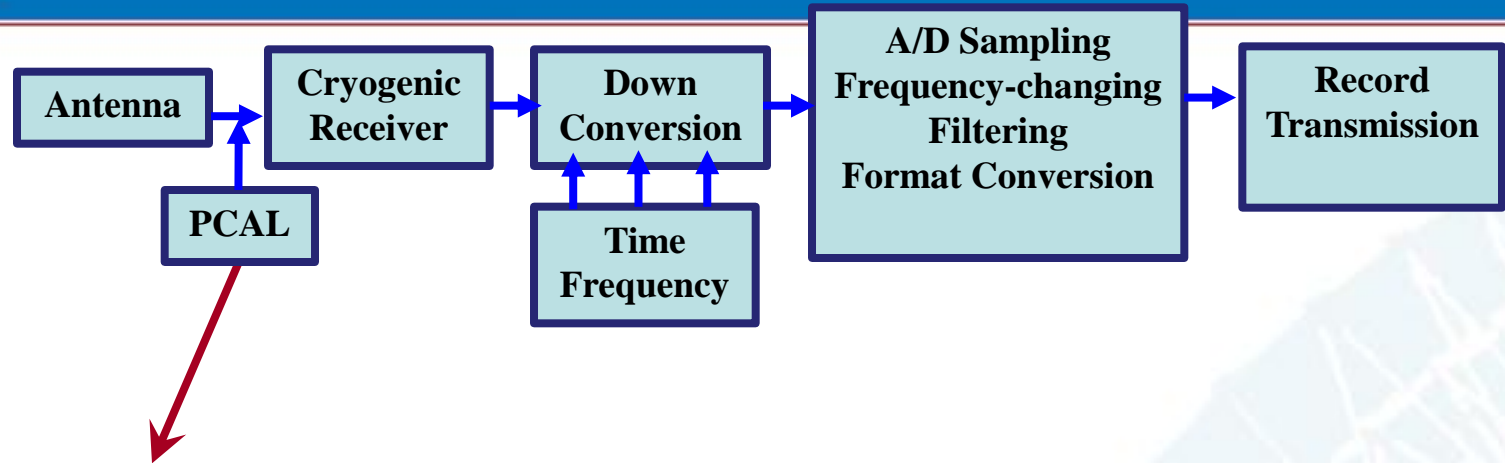 Antenna
Cryogenic
Receiver
Down
Conversion
A/D Sampling
Frequency-changing
Filtering
Format Conversion
Record
Transmission
PCAL
Time
Frequency